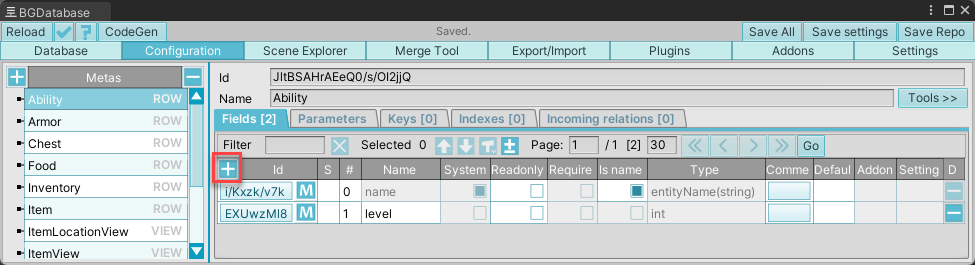 BGDatabase
Reload ? CodeGen Saved. Save All Save settings Save Repo
Database Configuration Scene Explorer Merge Tool Export/Import Plugins Addons Settings
Metas
Ability ROW
Armor ROW
Chest ROW
Food ROW
Inventory ROW
Item ROW
ItemLocationView VIEW
ItemView VIEW
Id JItBSAHrAEeQ0/s/Ol2jjQ
Name Ability Tools >>
Fields [2] Parameters Keys [0] Indexes [0] Incoming relations [0]
Filter Selected 0 Page: 1 / 1 [2] 30 Go
Id S # Name System Readonly Require Is name Type Comme Defaul Addon Setting D
i/Kxzk/v7k M 0 name entityName(string)
EXUwzMl8 M 1 level int